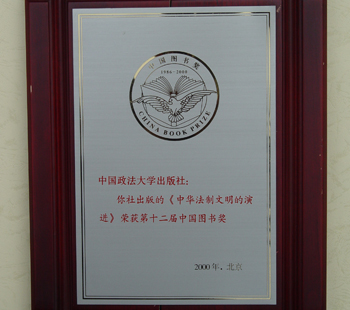 中国图书奖
1986-2000
CHINA BOOK PRIZE
中国政法大学出版社:
你社出版的《中华法制文明的演
进》荣获第十二届中国图书奖
2000年，北京